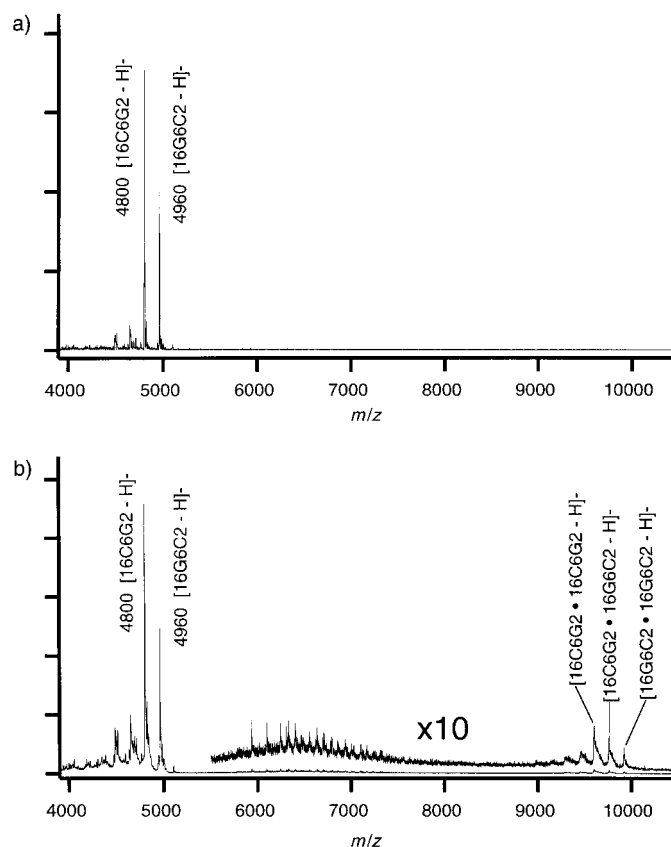 a)
4800 [16C6G2 - H]-
4960 [16G6C2 - H]-
4000 5000 6000 7000 8000 9000 10000
m/z
b)
4800 [16C6G2 - H]-
4960 [16G6C2 - H]-
[16C6G2 • 16C6G2 - H]-
[16C6G2 • 16G6C2 - H]-
[16G6C2 • 16G6C2 - H]-
x10
4000 5000 6000 7000 8000 9000 10000
m/z